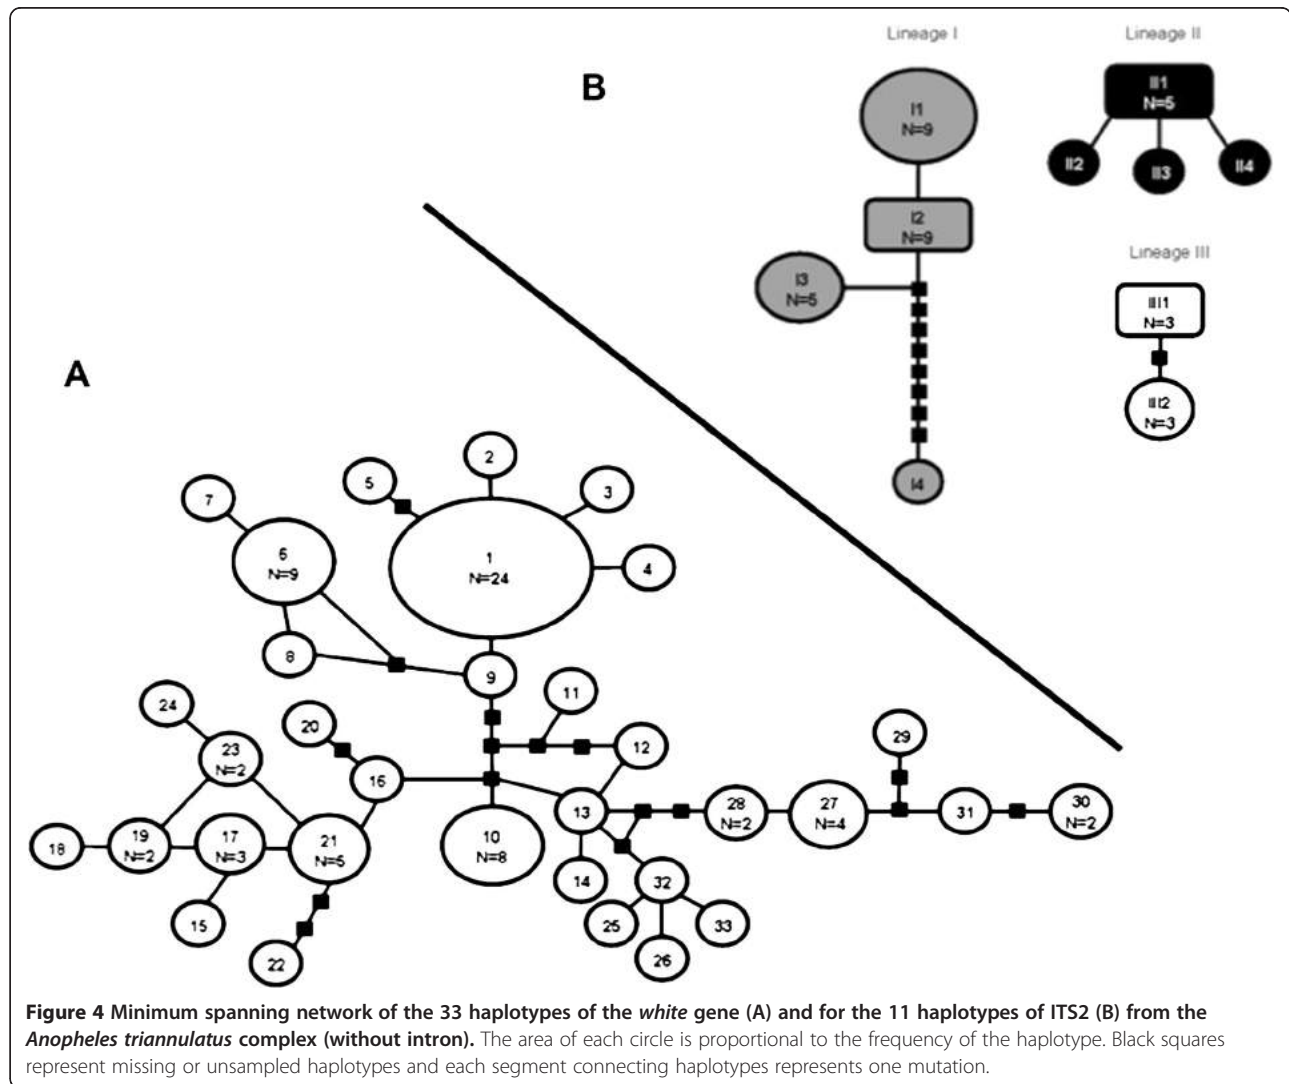 Lineage I
Lineage II
B
I1
N=9
II1
N=5
II2
II3
II4
I2
N=9
Lineage III
I3
N=5
III1
N=3
III2
N=3
I4
A
2
5
3
7
6
N=9
1
N=24
4
8
9
11
24
20
29
23
N=2
12
16
13
28
N=2
27
N=4
31
30
N=2
18
19
N=2
17
N=3
21
N=5
10
N=8
14
32
15
25
33
22
26
Figure 4 Minimum spanning network of the 33 haplotypes of the white gene (A) and for the 11 haplotypes of ITS2 (B) from the
Anopheles triannulatus complex (without intron). The area of each circle is proportional to the frequency of the haplotype. Black squares
represent missing or unsampled haplotypes and each segment connecting haplotypes represents one mutation.